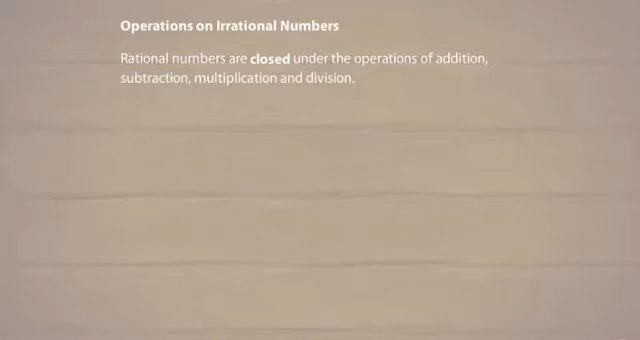 Operations on Irrational Numbers
Rational numbers are closed under the operations of addition,
subtraction, multiplication and division.